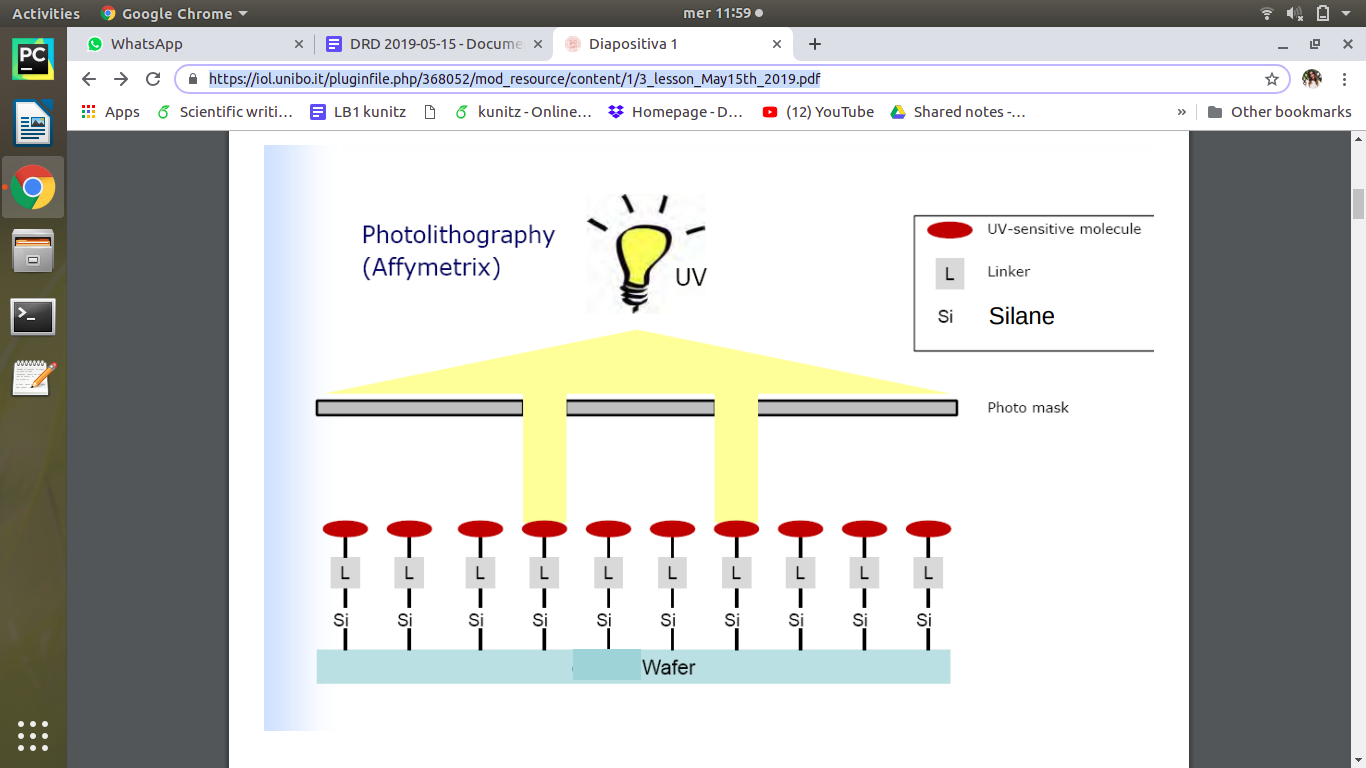 Activities
Google Chrome
mer 11:59
PC
WhatsApp
DRD 2019-05-15 - Docume
Diapositiva 1
https://iol.unibo.it/pluginfile.php/368052/mod_resource/content/1/3_lesson_May15th_2019.pdf
Apps
Scientific writi…
LB1 kunitz
kunitz - Online…
Homepage - D…
(12) YouTube
Shared notes -…
»
Other bookmarks
Photolithography
(Affymetrix)
UV
UV-sensitive molecule
L Linker
Si Silane
Photo mask
L L L L L L L L L L
Si Si Si Si Si Si Si Si Si Si
Wafer